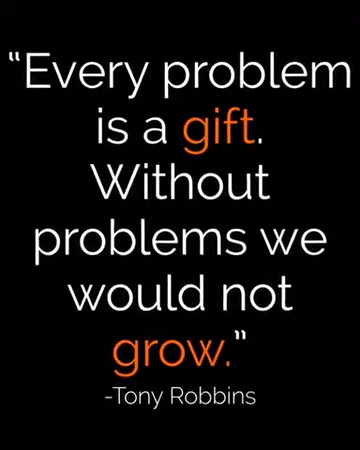 “Every problem
is a gift.
Without
problems we
would not
grow.”
-Tony Robbins